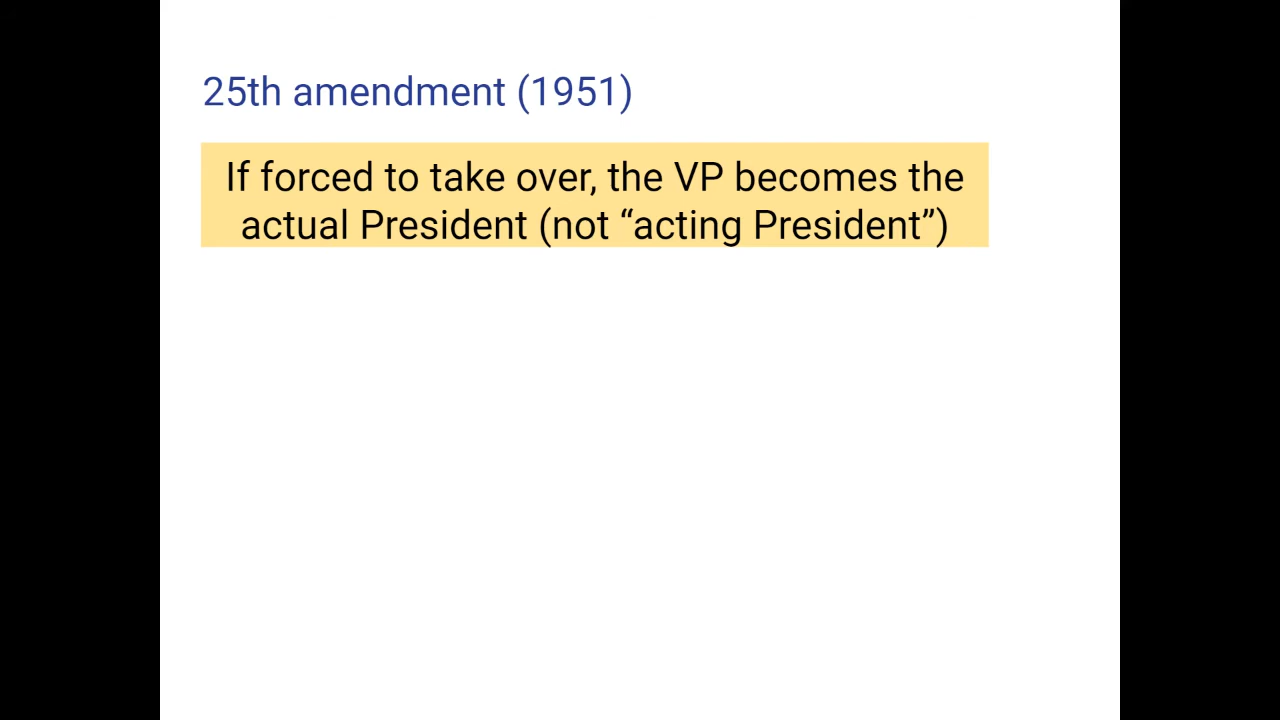 25th amendment (1951)
If forced to take over, the VP becomes the
actual President (not “acting President”)